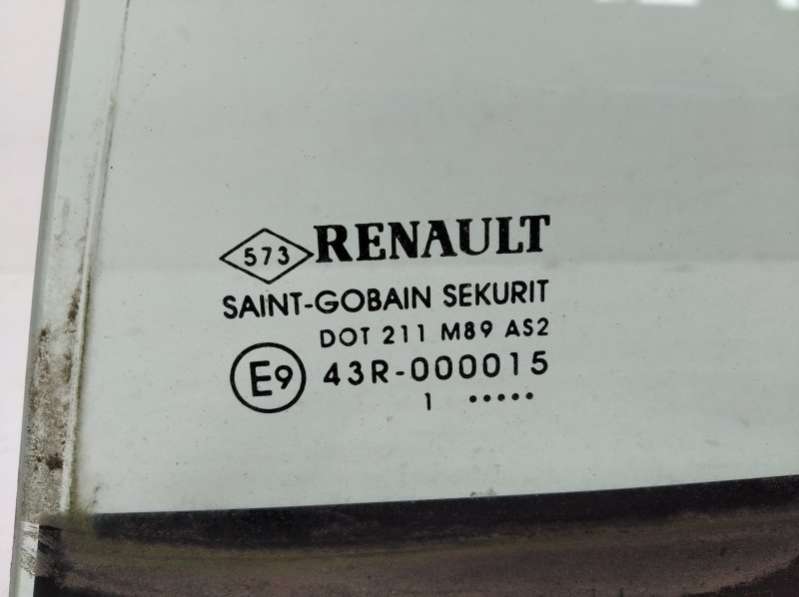 573 RENAULT
SAINT-GOBAIN SEKURIT
DOT 211 M89 AS2
E9 43R-000015
1 •••••